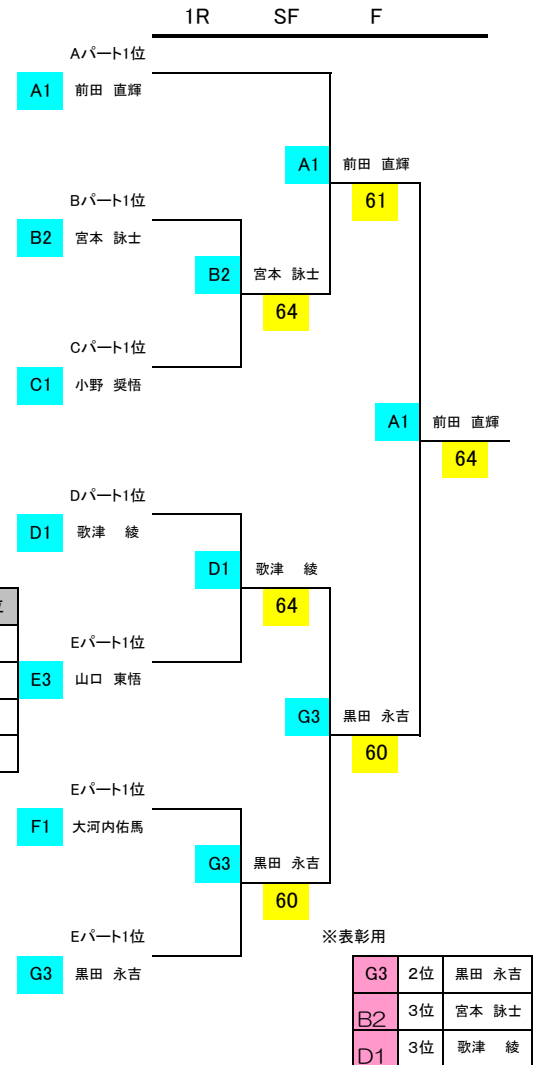 1R SF F
Aパート1位
A1 前田 直輝
A1 前田 直輝
61
Bパート1位
B2 宮本 詠士
B2 宮本 詠士
64
Cパート1位
C1 小野 奨悟
A1 前田 直輝
64
Dパート1位
D1 歌津 綾
D1 歌津 綾
64
Eパート1位
E3 山口 東悟
G3 黒田 永吉
60
Eパート1位
F1 大河内佑馬
G3 黒田 永吉
60
Eパート1位
G3 黒田 永吉
※表彰用
G3 2位 黒田 永吉
B2 3位 宮本 詠士
D1 3位 歌津 綾